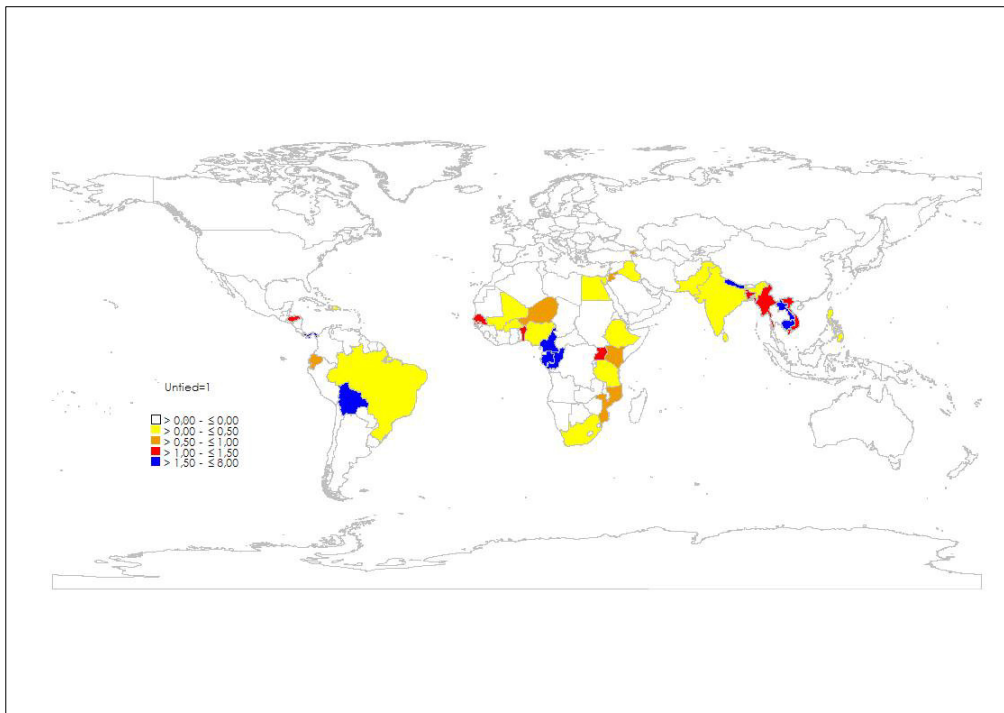 Untied=1
> 0,00 - ≤ 0,00
> 0,00 - ≤ 0,50
> 0,50 - ≤ 1,00
> 1,00 - ≤ 1,50
> 1,50 - ≤ 8,00